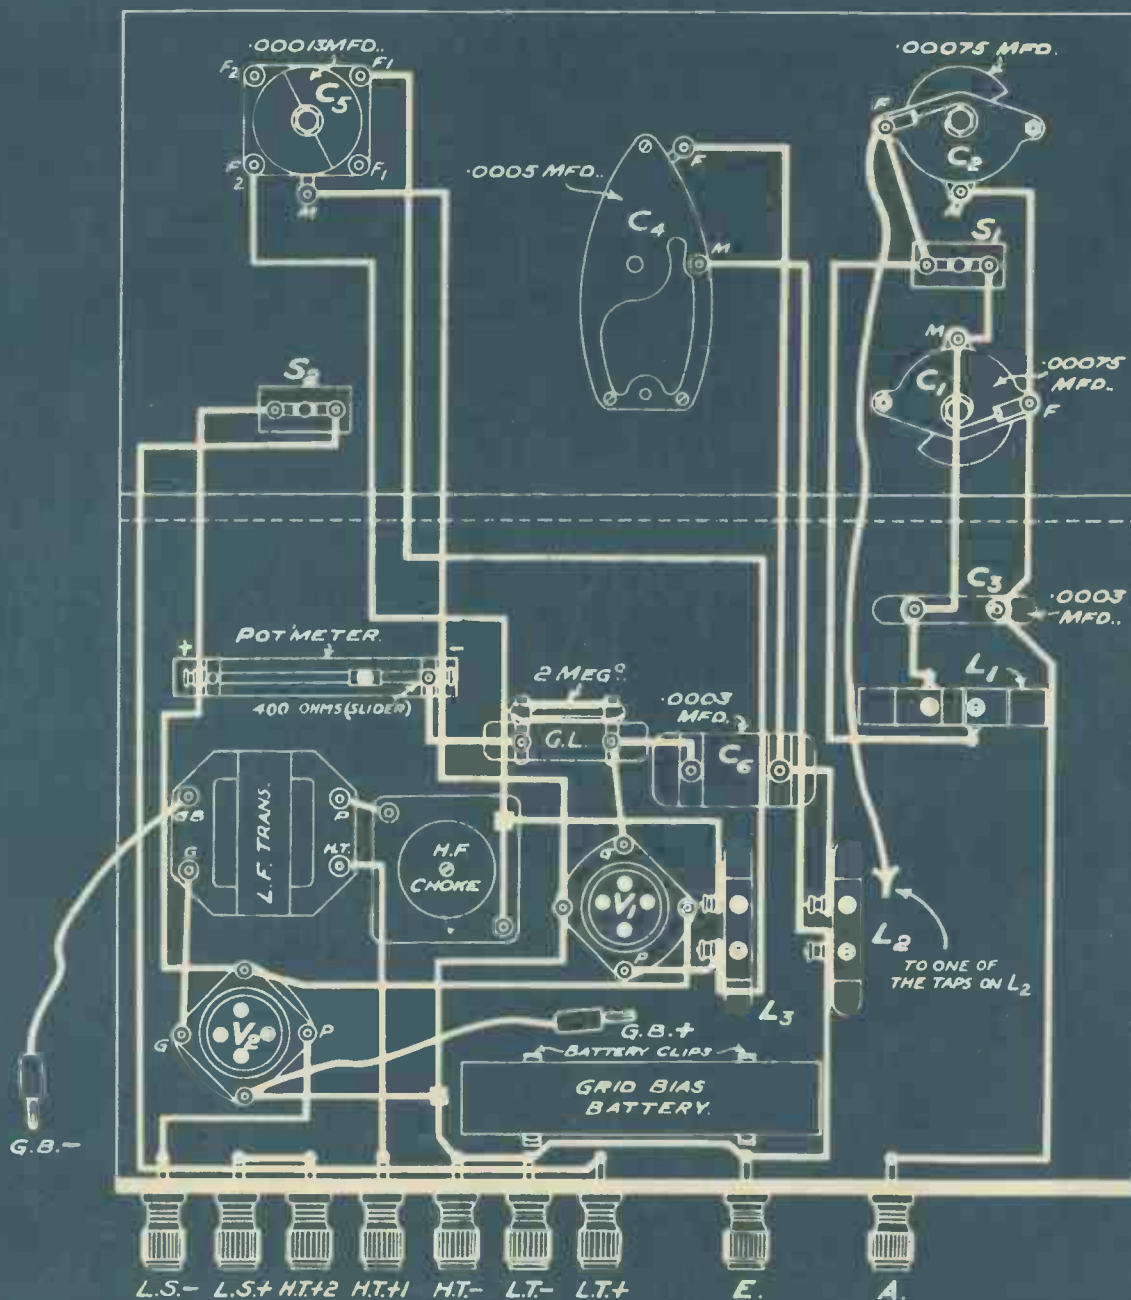 .00013MFD..
F2
F1
C5
F
2
F1
M
.00075 MFD.
F
C2
M
.0005 MFD..
F
C4
M
S1
M
C1
.00075
MFD..
F
S2
C3
.0003
MFD..
POT'METER.
+
-
400 OHMS (SLIDER)
2 MEGΩ.
G.L.
.0003
MFD.
C6
L1
GB
P
G
H.T.
L.F. TRANS.
H.F
CHOKE
G
V1
P
L2
TO ONE OF
THE TAPS ON L2
L3
G
V2
P
G.B.+
BATTERY CLIPS
GRID BIAS
BATTERY.
G.B.-
L.S.- L.S.+ H.T.+2 H.T.+1 H.T.- L.T.- L.T.+ E. A.